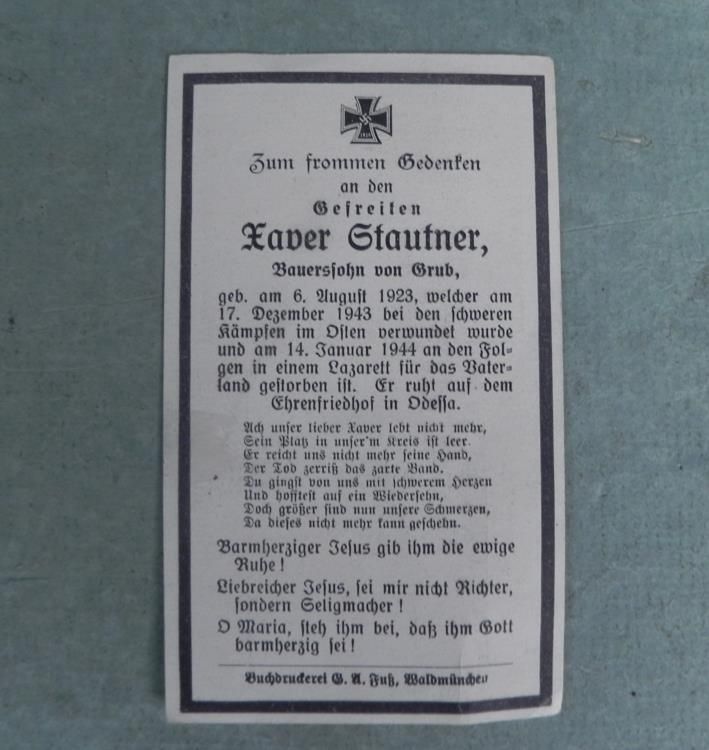 Zum frommen Gedenken
an den
Gefreiten
Xaver Stautner,
Bauerssohn von Grub,
geb. am 6. August 1923, welcher am
17. Dezember 1943 bei den schweren
Kämpfen im Osten verwundet wurde
und am 14. Januar 1944 an den Fol-
gen in einem Lazarett für das Vater-
land gestorben ist. Er ruht auf dem
Ehrenfriedhof in Odessa.
Ach unser lieber Xaver lebt nicht mehr,
Sein Platz in unser'm Kreis ist leer.
Er reicht uns nicht mehr seine Hand,
Der Tod zerriß das zarte Band.
Du gingst von uns mit schwerem Herzen
Und hofftest auf ein Wiedersehn,
Doch größer sind nun unsere Schmerzen,
Da dieses nicht mehr kann geschehn.
Barmherziger Jesus gib ihm die ewige
Ruhe!
Liebreicher Jesus, sei mir nicht Richter,
sondern Seligmacher!
O Maria, steh ihm bei, daß ihm Gott
barmherzig sei!
Buchdruckerei G. A. Fuß, Waldmünchen